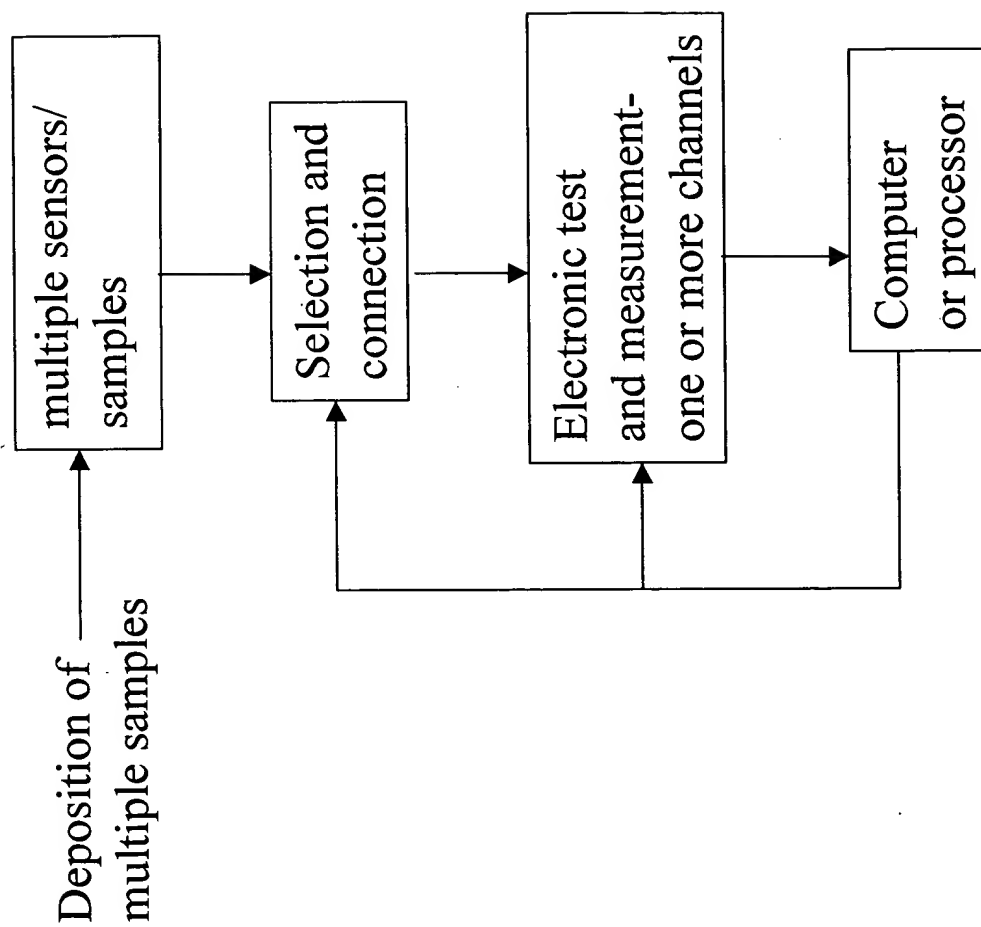 Deposition of
multiple samples
multiple sensors/
samples
Selection and
connection
Electronic test
and measurement-
one or more channels
Computer
or processor